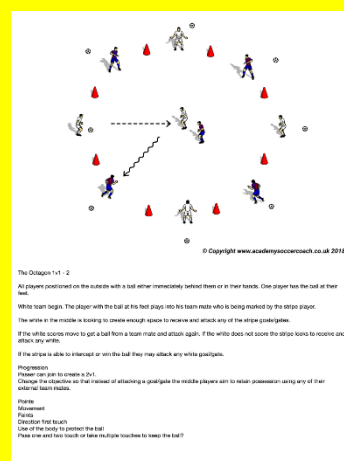 © Copyright www.academysoccercoach.co.uk 2018
The Octagon 1v1 - 2
All players positioned on the outside with a ball either immediately behind them or in their hands. One player has the ball at their
feet.
White team begin. The player with the ball at his feet plays into his team mate who is being marked by the stripe player.
The white in the middle is looking to create enough space to receive and attack any of the stripe goals/gates.
If the white scores move to get a ball from a team mate and attack again. If the white does not score the stripe looks to receive and
attack any white.
If the stripe is able to intercept or win the ball they may attack any white goal/gate.
Progression
Passer can join to create a 2v1.
Change the objective so that instead of attacking a goal/gate the middle players aim to retain possession using any of their
external team mates.
Points
Movement
Feints
Direction first touch
Use of the body to protect the ball
Pass one and two touch or take multiple touches to keep the ball?